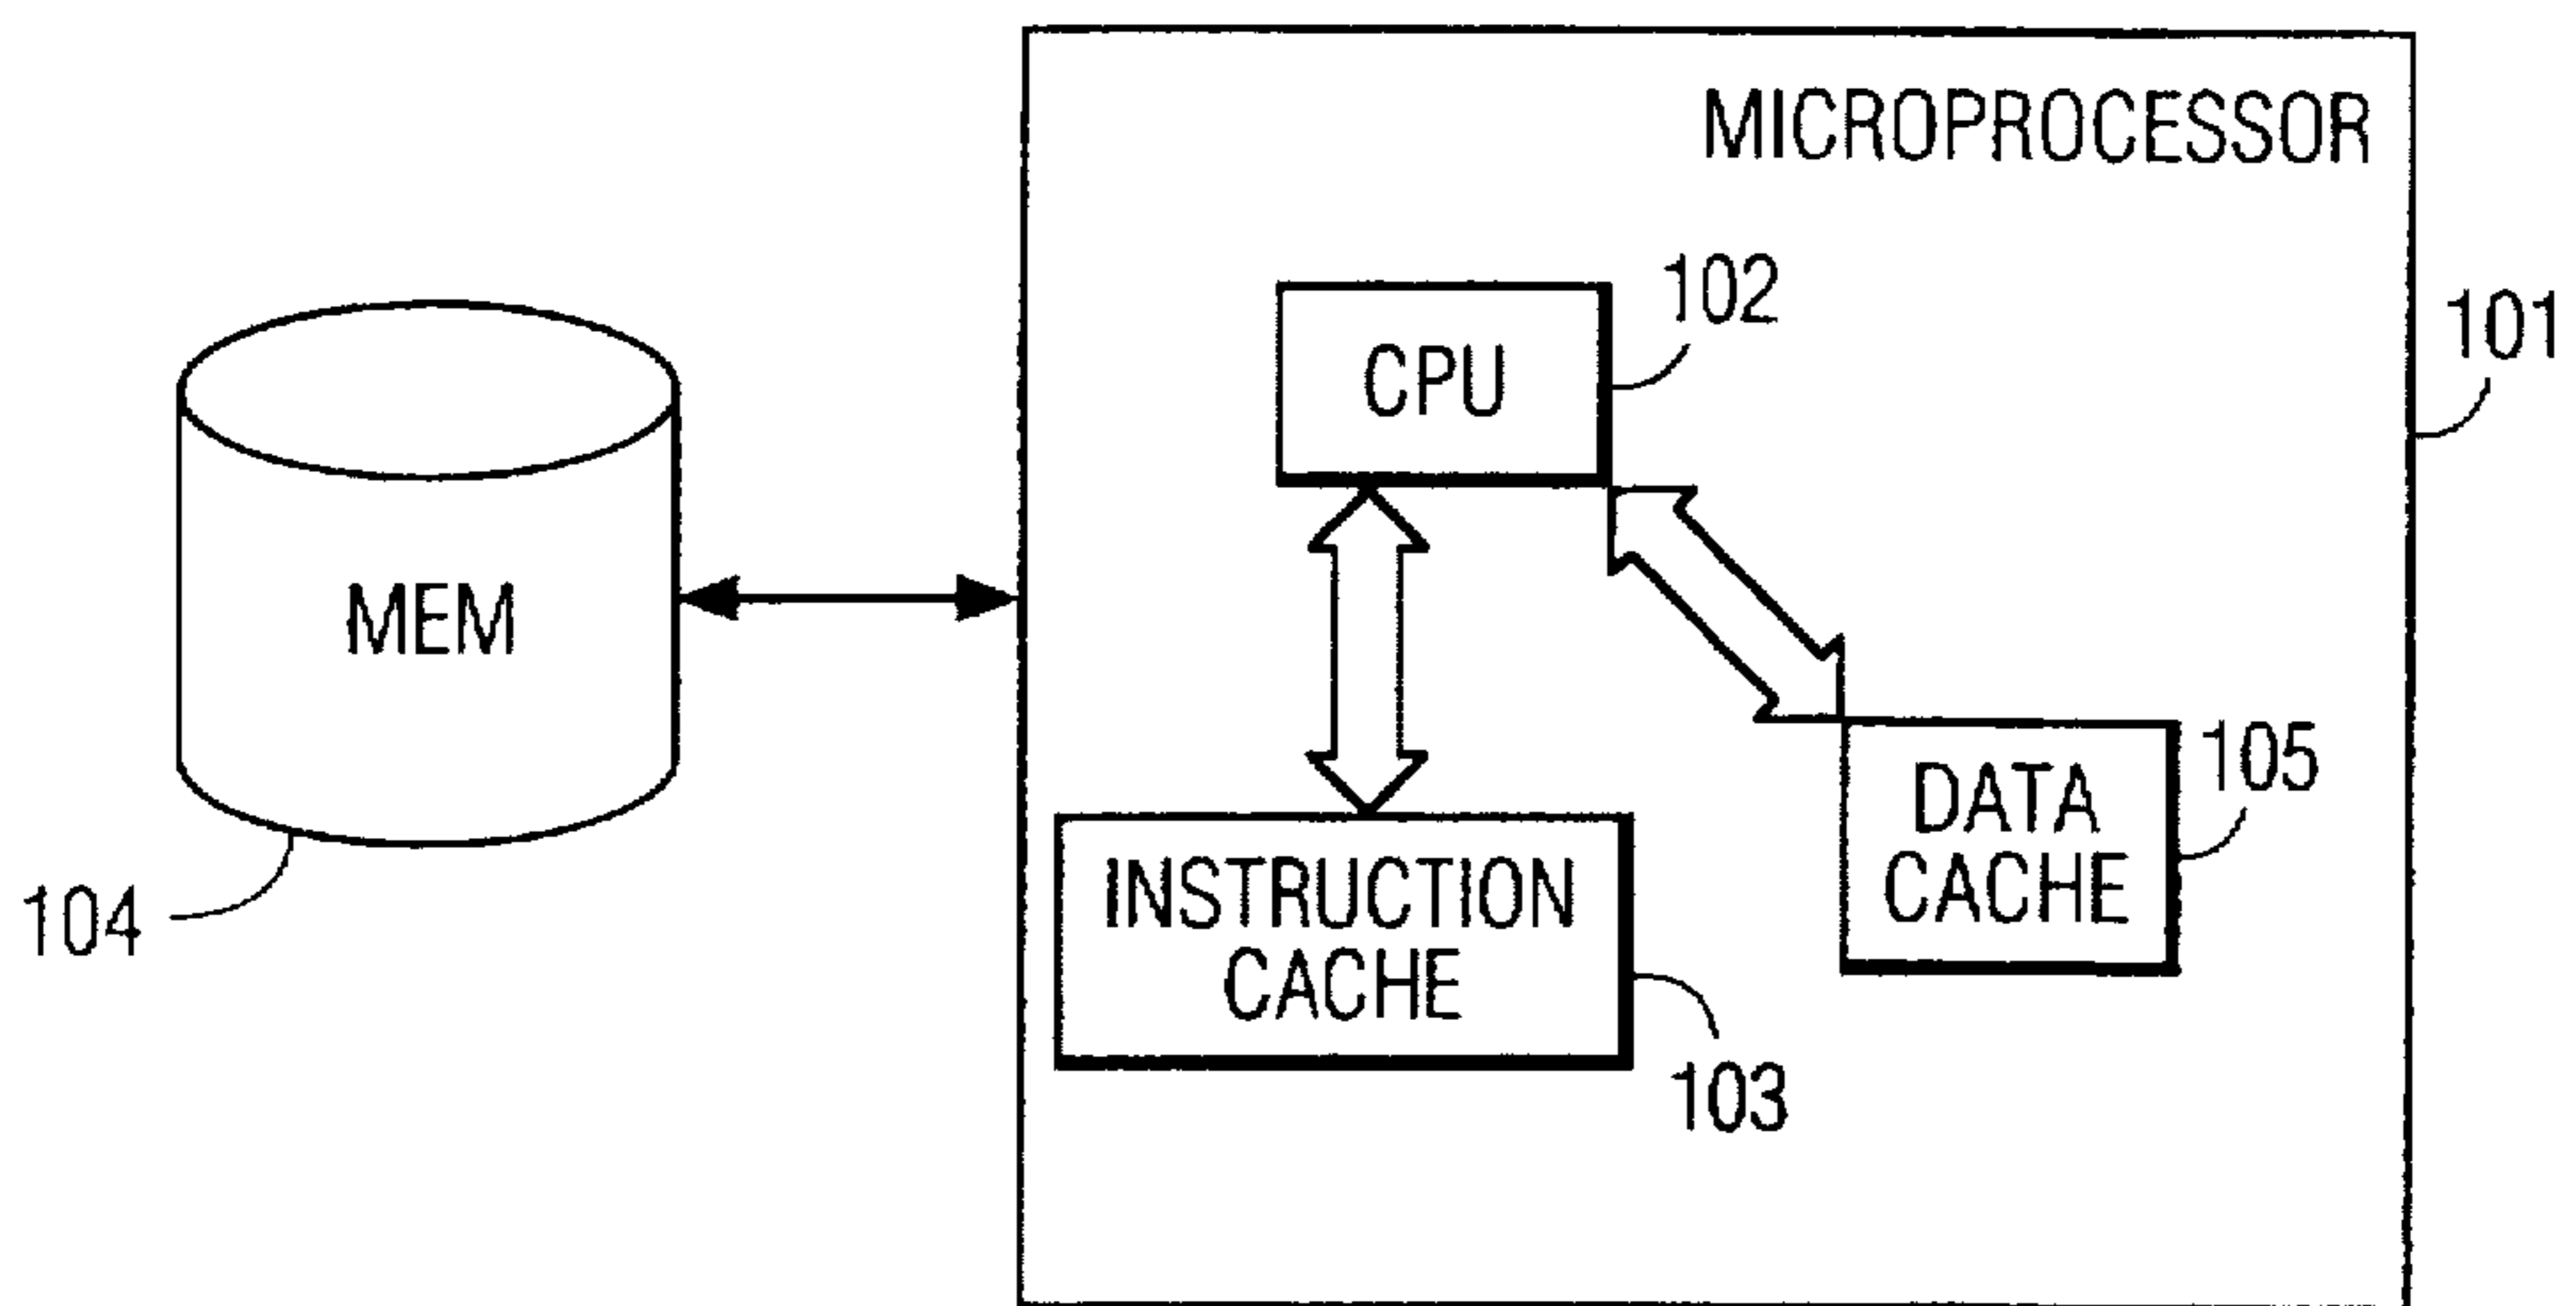 MICROPROCESSOR
102
CPU
101
MEM
105
DATA
CACHE
INSTRUCTION
CACHE
104
103